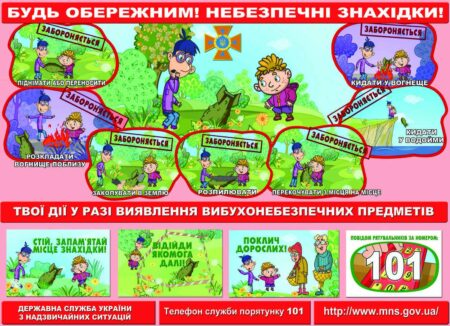 БУДЬ ОБЕРЕЖНИМ! НЕБЕЗПЕЧНІ ЗНАХІДКИ!
ЗАБОРОНЯЄТЬСЯ
ПІДНІМАТИ АБО ПЕРЕНОСИТИ
ЗАБОРОНЯЄТЬСЯ
КИДАТИ У ВОГНЕЩЕ
ЗАБОРОНЯЄТЬСЯ
РОЗКЛАДАТИ
ВОГНИЩЕ ПОБЛИЗУ
ЗАБОРОНЯЄТЬСЯ
ЗАКОПУВАТИ В ЗЕМЛЮ
ЗАБОРОНЯЄТЬСЯ
РОЗПИЛЮВАТИ
ЗАБОРОНЯЄТЬСЯ
ПЕРЕКОЧУВАТИ З МІСЦЯ НА МІСЦЕ
ЗАБОРОНЯЄТЬСЯ
КИДАТИ
У ВОДОЙМИ
ТВОЇ ДІЇ У РАЗІ ВИЯВЛЕННЯ ВИБУХОНЕБЕЗПЕЧНИХ ПРЕДМЕТІВ
СТІЙ, ЗАПАМ'ЯТАЙ
МІСЦЕ ЗНАХІДКИ!
ВІДІЙДИ
ЯКОМОГА
ДАЛІ!
ПОКЛИЧ
ДОРОСЛИХ!
ПОВІДОМ РЯТУВАЛЬНИКІВ ЗА НОМЕРОМ:
101
ДЕРЖАВНА СЛУЖБА УКРАЇНИ
З НАДЗВИЧАЙНИХ СИТУАЦІЙ
Телефон служби порятунку 101
http://www.mns.gov.ua/